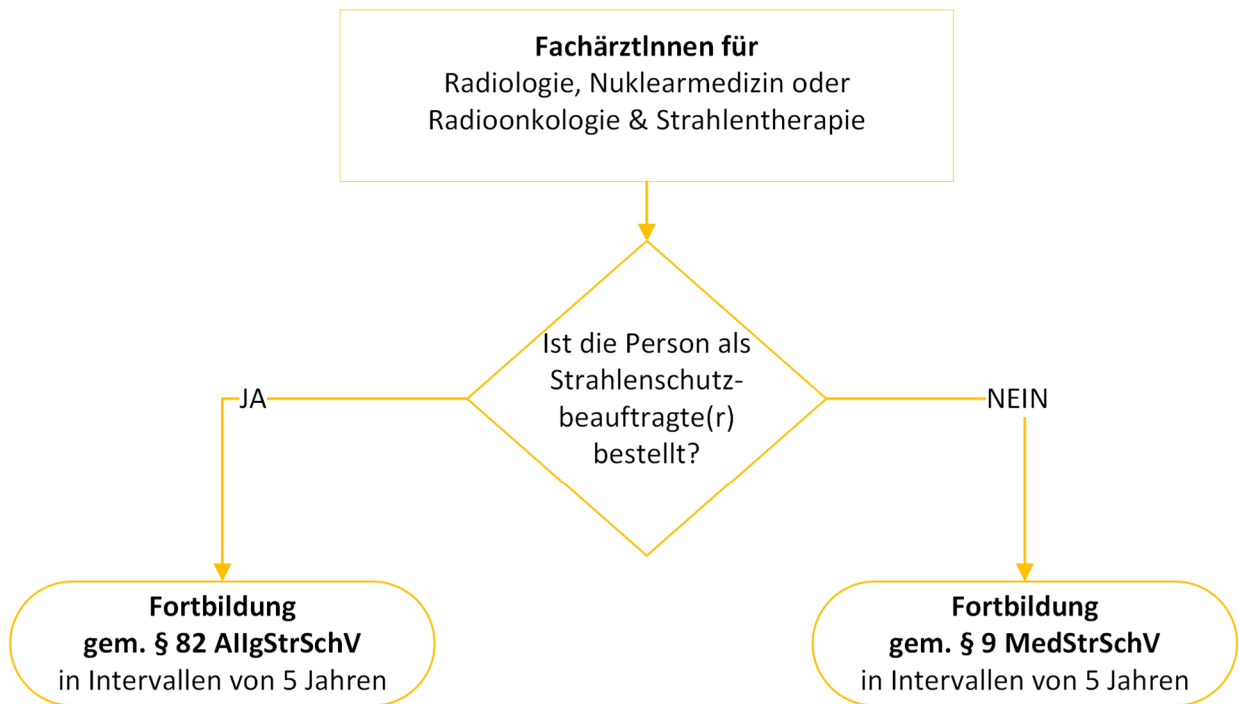 FachärztInnen für
Radiologie, Nuklearmedizin oder
Radioonkologie & Strahlentherapie
Ist die Person als
Strahlenschutz-
beauftragte(r)
bestellt?
JA
NEIN
Fortbildung
gem. § 82 AllgStrSchV
in Intervallen von 5 Jahren
Fortbildung
gem. § 9 MedStrSchV
in Intervallen von 5 Jahren